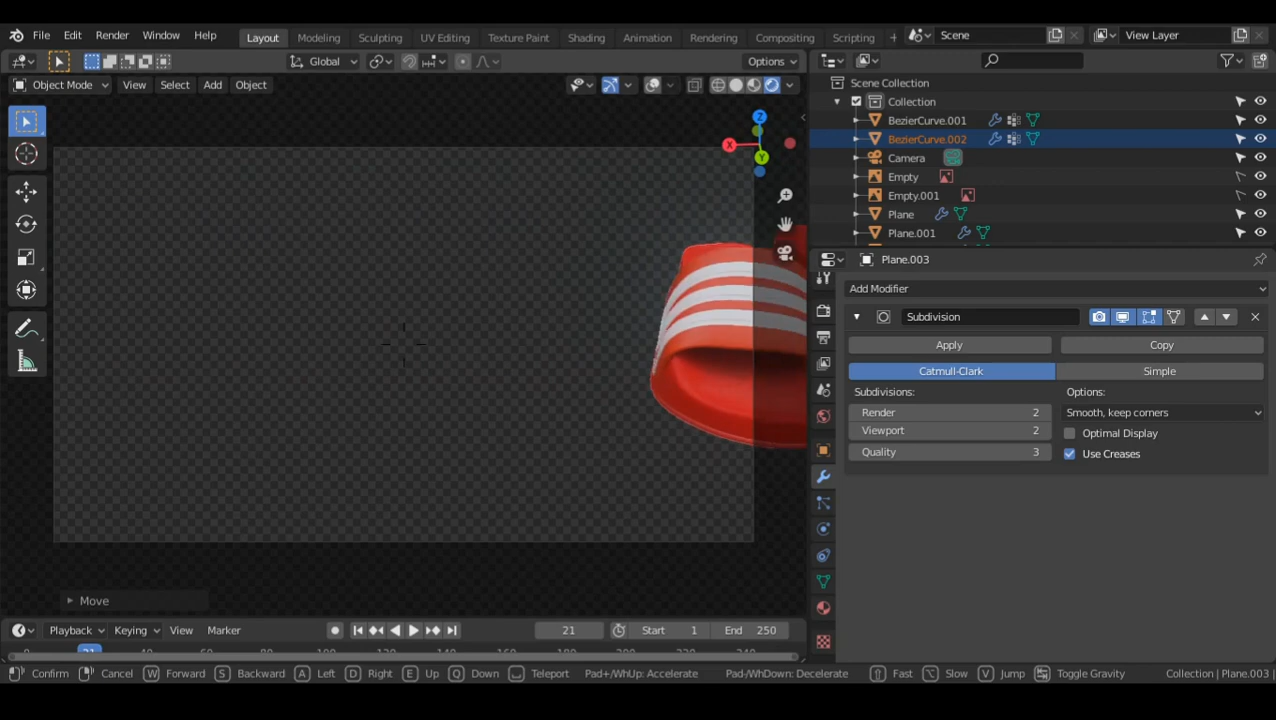 File Edit Render Window Help Layout Modeling Sculpting UV Editing Texture Paint Shading Animation Rendering Compositing Scripting + Scene View Layer
Global Options
Object Mode View Select Add Object
Scene Collection
Collection
BezierCurve.001
BezierCurve.002
Camera
Empty
Empty.001
Plane
Plane.001
Z
X
Y
Plane.003
Add Modifier
Subdivision
Apply Copy
Catmull-Clark Simple
Subdivisions: Options:
Render 2 Smooth, keep corners
Viewport 2 Optimal Display
Quality 3 Use Creases
Move
Playback Keying View Marker 21 Start 1 End 250
Confirm Cancel W Forward S Backward A Left D Right E Up Q Down Teleport Pad+/WhUp: Accelerate Pad-/WhDown: Decelerate Fast Slow V Jump Toggle Gravity Collection | Plane.003 |